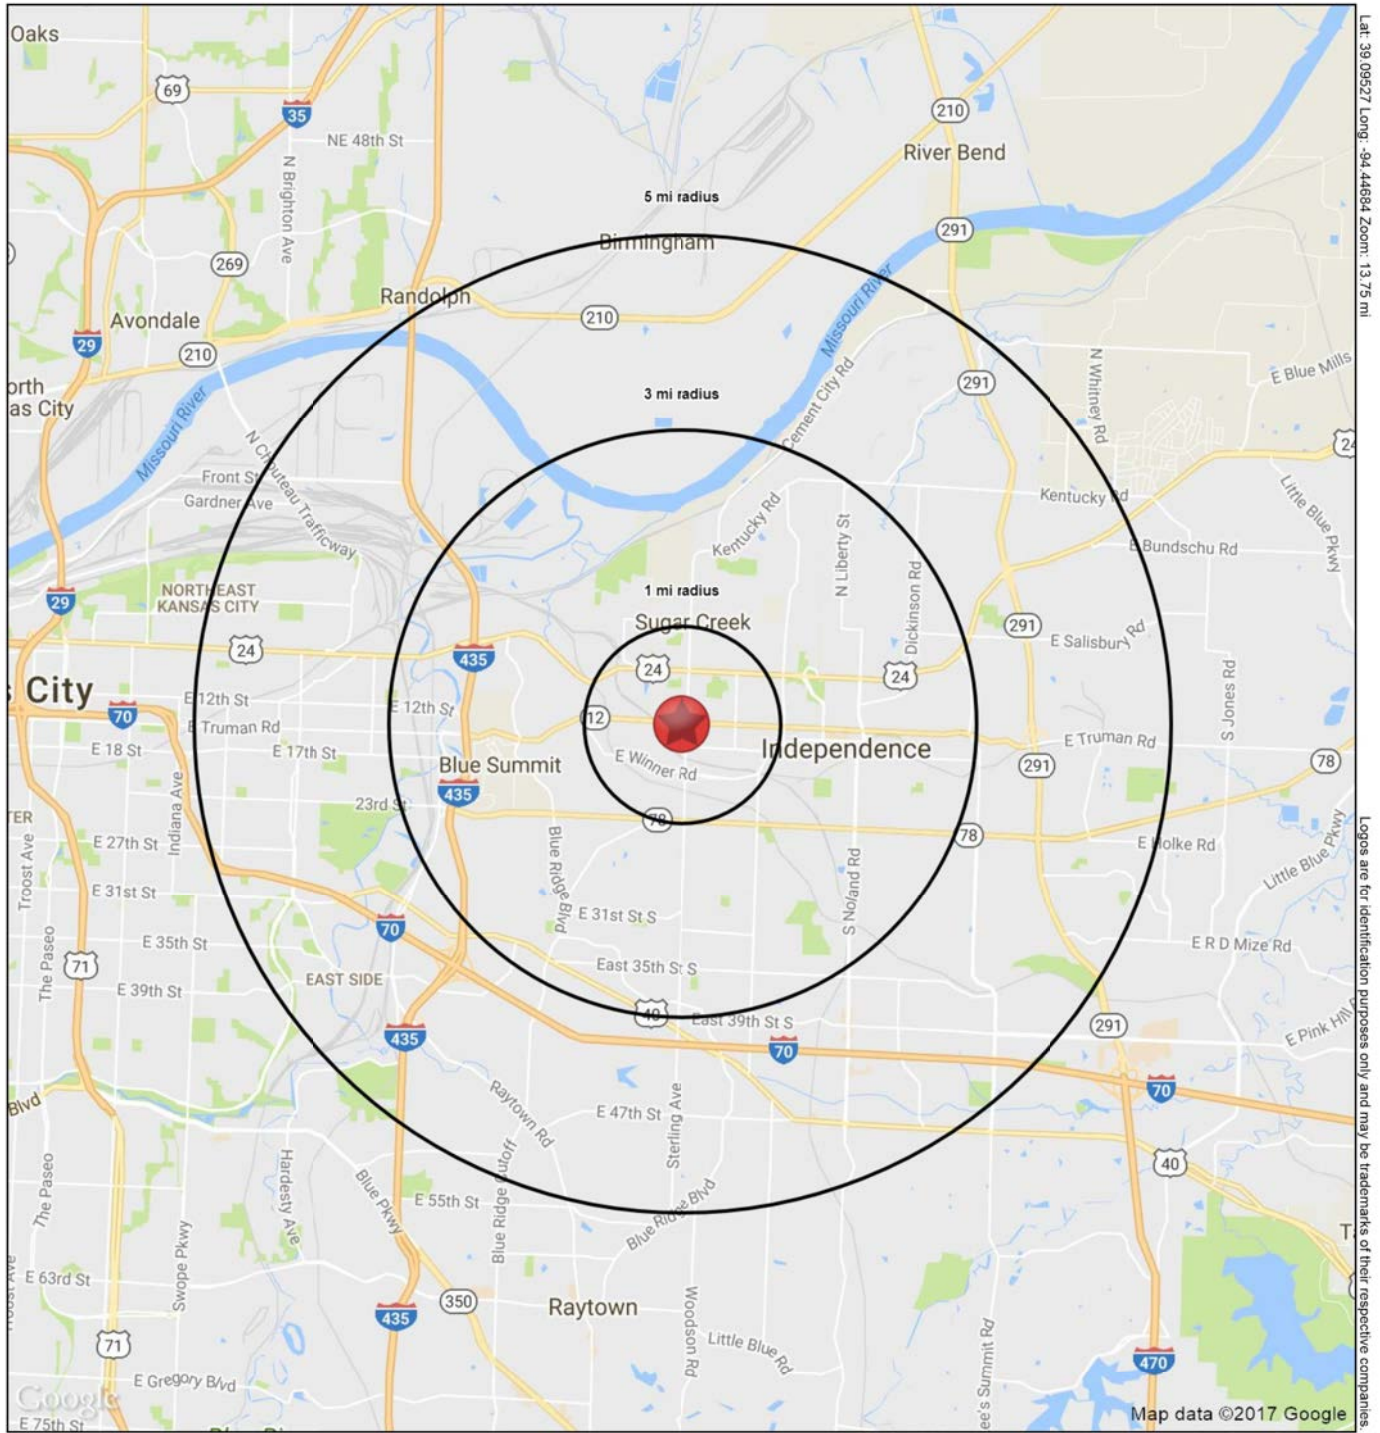 Oaks
69
35
NE 48th St
210
River Bend
N Brighton Ave
5 mi radius
Birmingham
291
269
Randolph
210
Avondale
210
29
Missouri River
Missouri River
orth
as City
3 mi radius
Cement City Rd
291
N Whitney Rd
E Blue Mills
24
N Chouteau Trafficway
Front St
Gardner Ave
Kentucky Rd
Kentucky Rd
Little Blue Pkwy
N Liberty St
E Bundschu Rd
Dickinson Rd
NORTHEAST
KANSAS CITY
29
1 mi radius
Sugar Creek
291
E Salisbury Rd
24
435
24
24
S Jones Rd
s City
70
E 12th St
E 12th St
12
E Truman Rd
E Truman Rd
E 18 St
E 17th St
Independence
E Winner Rd
Blue Summit
291
78
435
23rd St
Indiana Ave
TER
78
78
E 27th St
E Holke Rd
Troost Ave
Little Blue Pkwy
Blue Ridge Blvd
S Noland Rd
E 31st St
E 31st St S
70
E 35th St
E R D Mize Rd
The Paseo
71
East 35th St S
EAST SIDE
E 39th St
40
East 39th St S
291
E Pink Hill
435
70
70
Blvd
Raytown Rd
E 47th St
Sterling Ave
40
The Paseo
Hardesty Ave
Blue Pkwy
E 55th St
Blue Ridge Cutoff
Blue Ridge Blvd
Swope Pkwy
E 63rd St
350
435
Raytown
Woodson Rd
Little Blue Rd
71
470
ee's Summit Rd
E Gregory Blvd
Google
E 75th St
Map data ©2017 Google
Lat: 39.09527 Long: -94.44684 Zoom: 13.75 mi
Logos are for identification purposes only and may be trademarks of their respective companies.